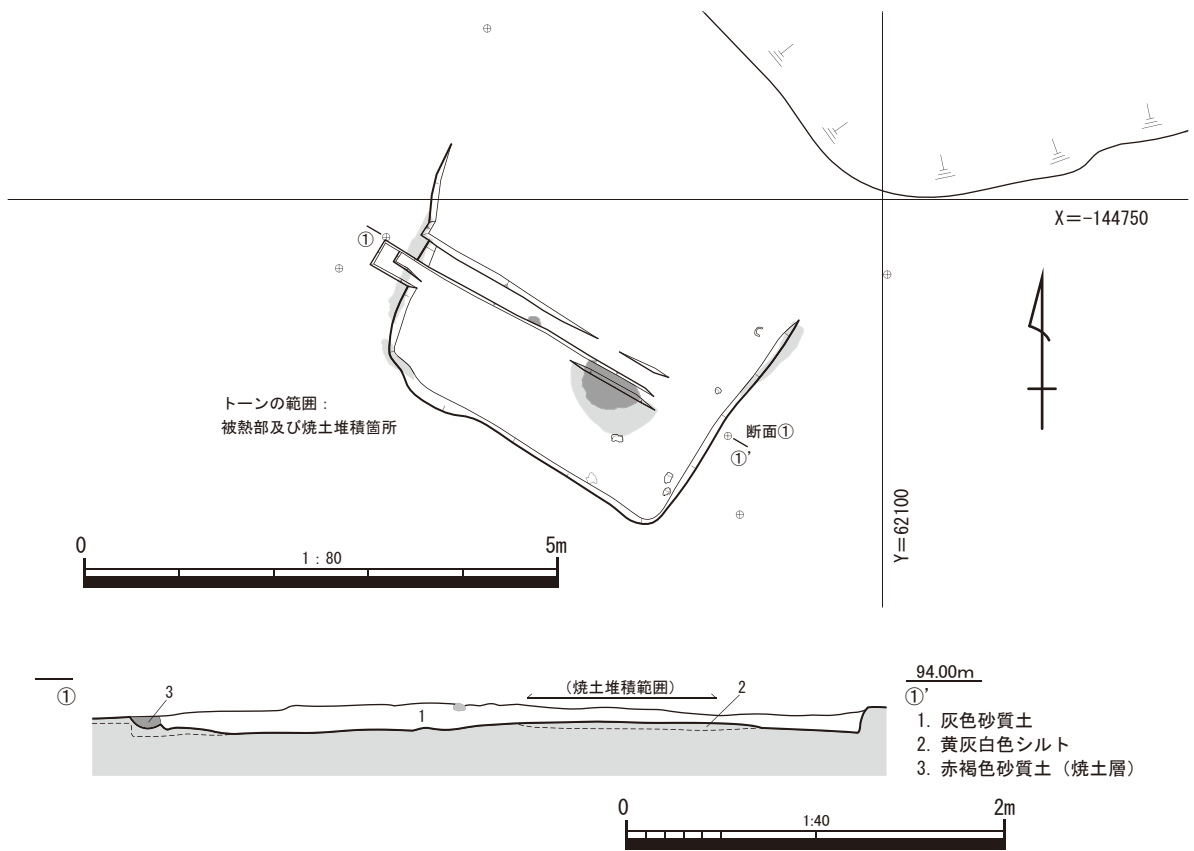 X=-144750
①
トーンの範囲：
被熱部及び焼土堆積箇所
断面①
①'
Y=62100
0 5m
1：80
94.00m
①
3
(焼土堆積範囲)
2
①'
1
1. 灰色砂質土
2. 黄灰白色シルト
3. 赤褐色砂質土（焼土層）
0 2m
1:40